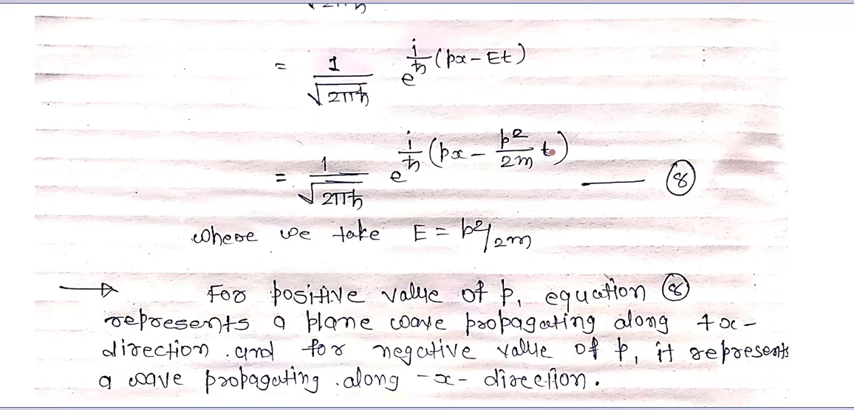 = 1/√2πħ e^{i/ħ (px - Et)}
= 1/√2πħ e^{i/ħ (px - p²/2m t)} —— ⑧
where we take E = p²/2m
→ For positive value of p, equation ⑧
represents a plane wave propagating along +x-
direction. and for negative value of p, it represents
a wave propagating along -x- direction.